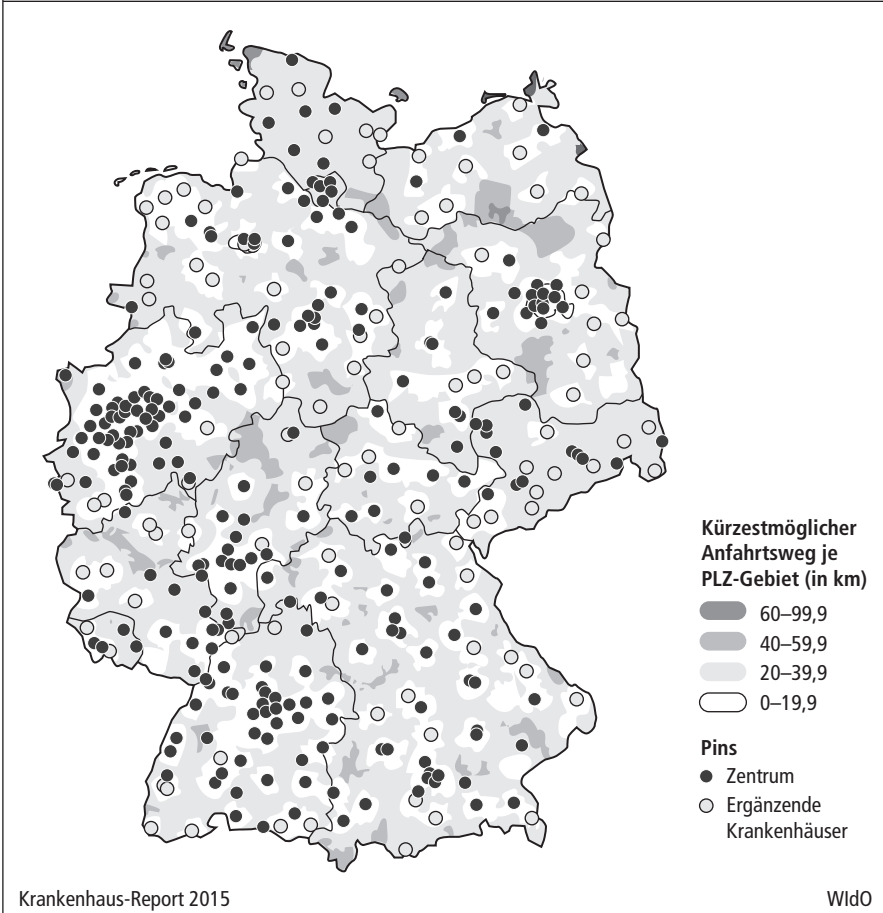 Kürzestmöglicher
Anfahrtsweg je
PLZ-Gebiet (in km)
60–99,9
40–59,9
20–39,9
0–19,9
Pins
Zentrum
Ergänzende
Krankenhäuser
Krankenhaus-Report 2015
WIdO